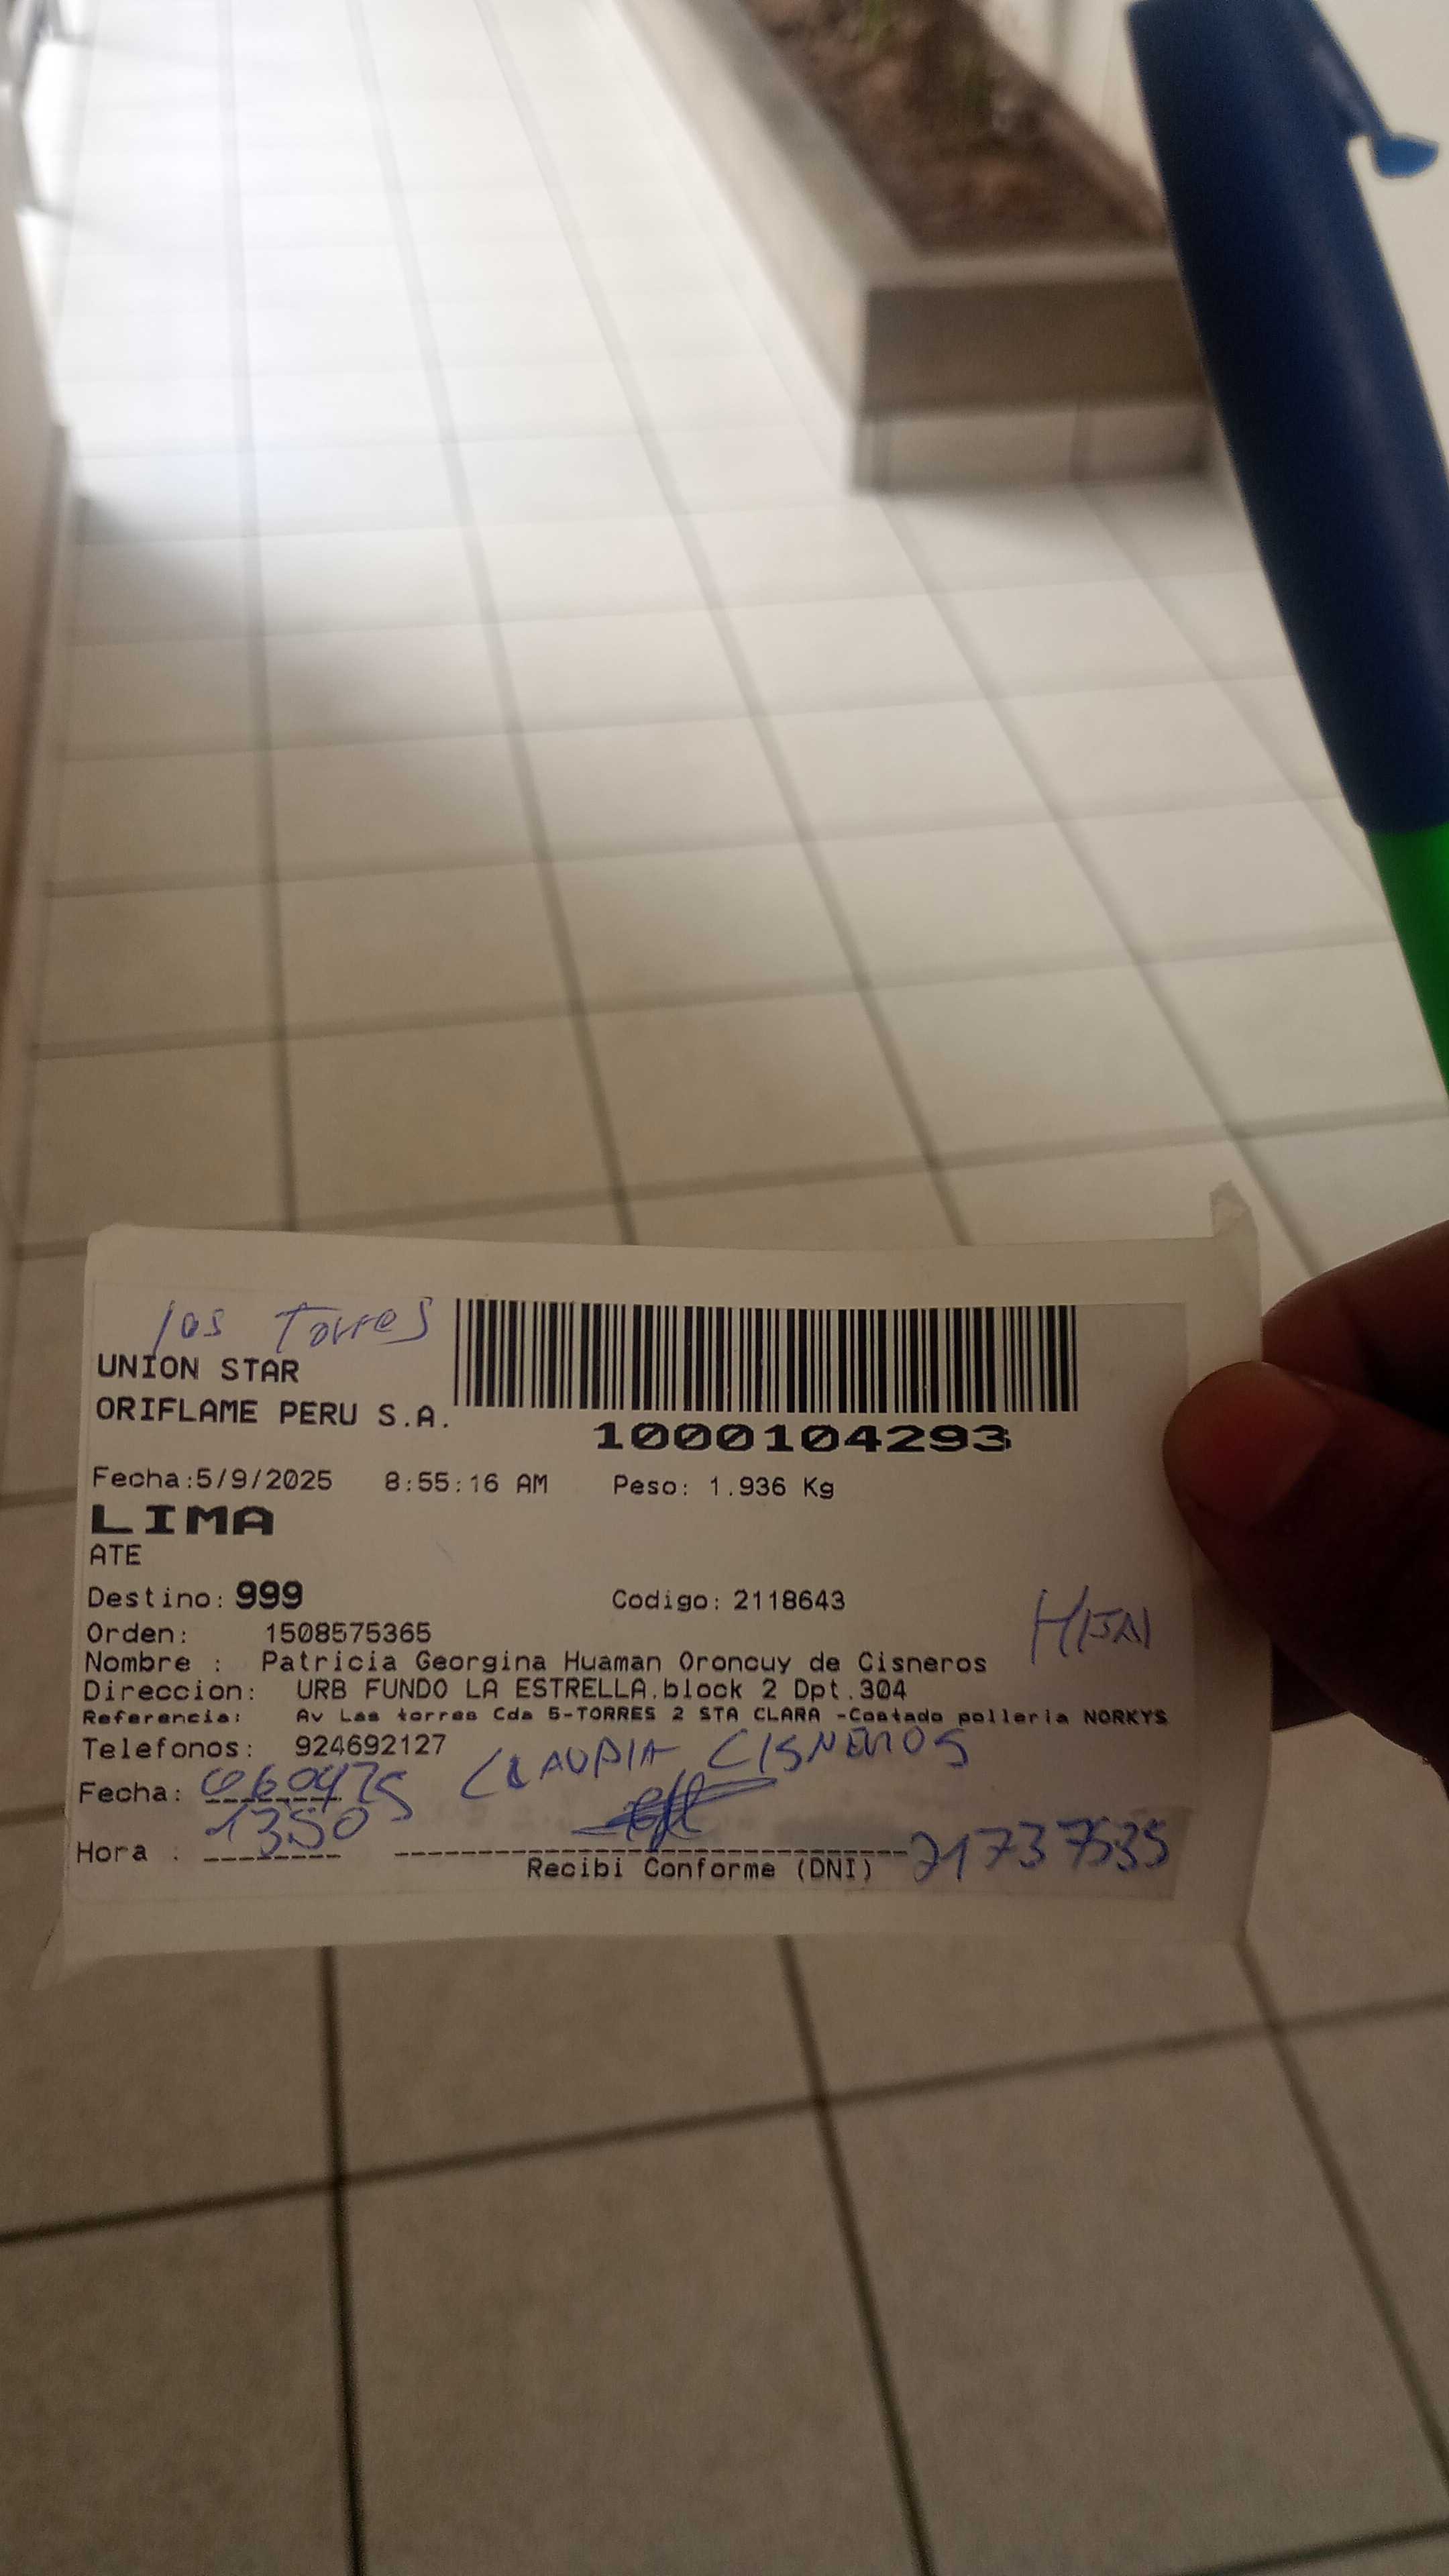 las Torres
UNION STAR
ORIFLAME PERU S.A.
1000104293
Fecha:5/9/2025 8:55:16 AM Peso: 1.936 Kg
LIMA
ATE
Destino: 999 Codigo: 2118643
Orden: 1508575365
Nombre : Patricia Georgina Huaman Oroncuy de Cisneros
Direccion: URB FUNDO LA ESTRELLA.block 2 Dpt.304
Referencia: Av Las torres Cda 5-TORRES 2 STA CLARA -Costado polleria NORKYS
Telefonos: 924692127
CLAUDIA CISNEROS
Fecha:
Hora : 1350
Recibi Conforme (DNI) 21737535